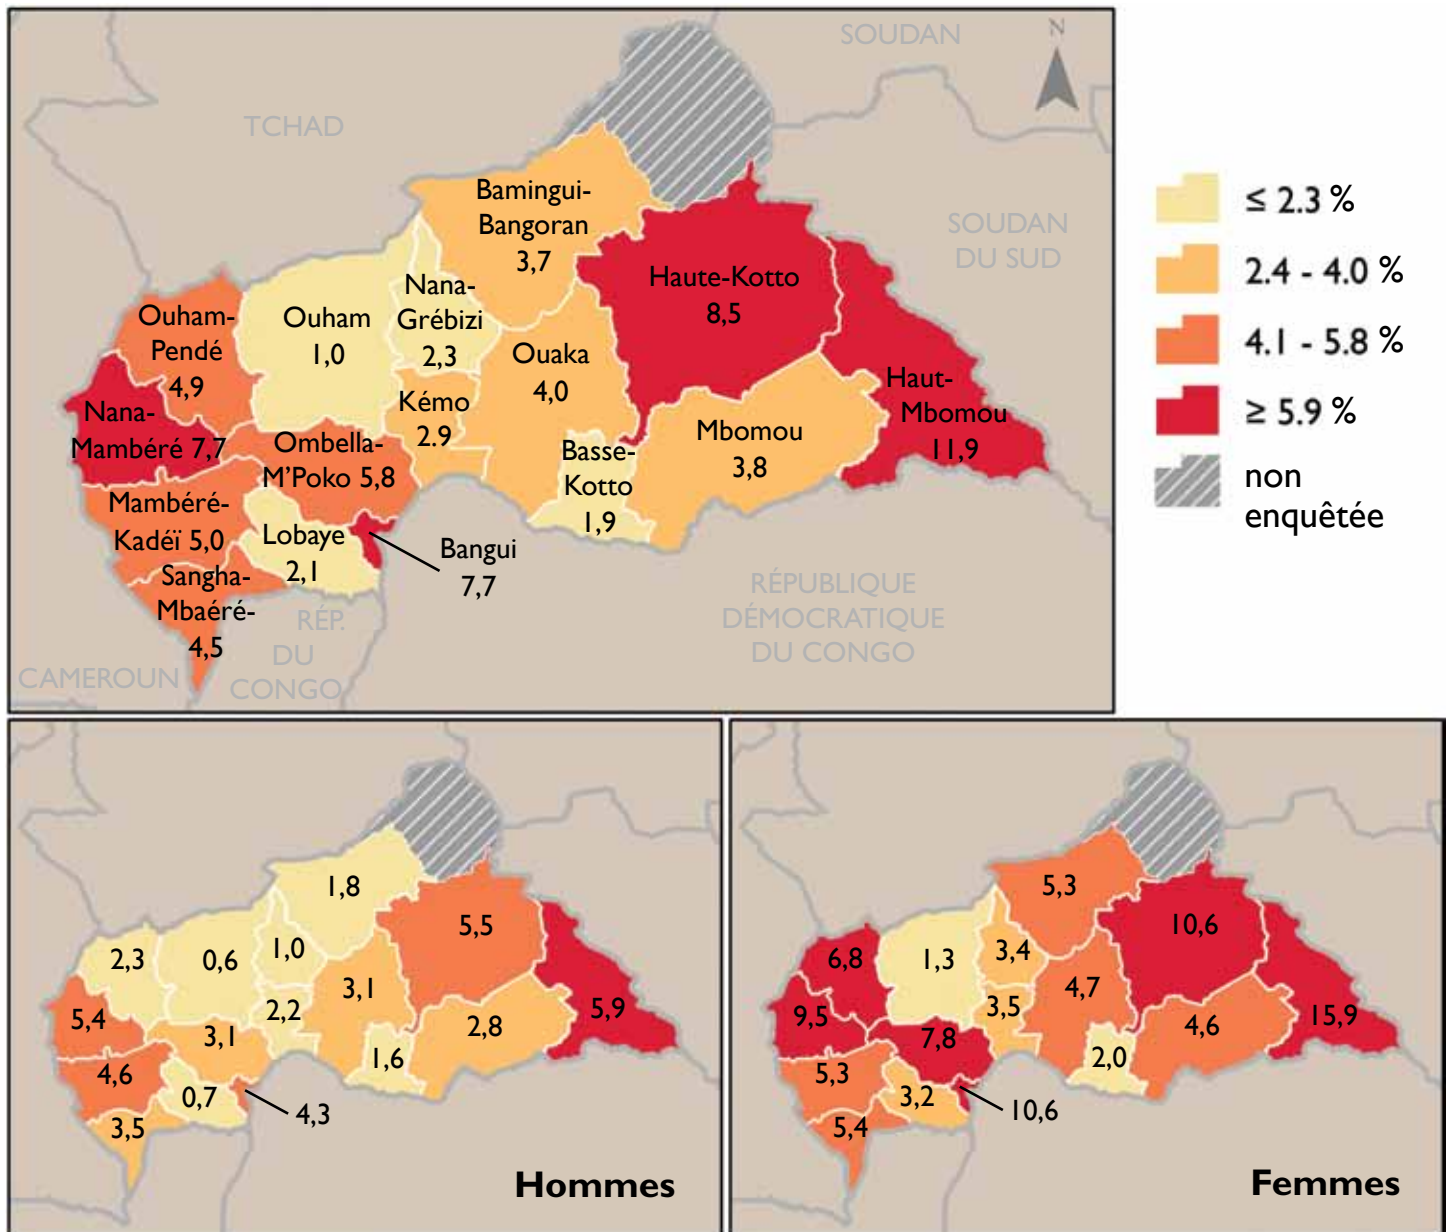 SOUDAN
N
TCHAD
SOUDAN
DU SUD
Bamingui-
Bangoran
3,7
Haute-Kotto
8,5
Nana-
Grébizi
2,3
Ouham-
Pendé
4,9
Ouham
1,0
Ouaka
4,0
Kémo
2.9
Haut-
Mbomou
11,9
Nana-
Mambéré 7,7
Ombella-
M'Poko 5,8
Basse-
Kotto
1,9
Mbomou
3,8
Mambéré-
Kadéï 5,0
Lobaye
2,1
Bangui
7,7
Sangha-
Mbaéré-
4,5
RÉP.
DU
CONGO
RÉPUBLIQUE
DÉMOCRATIQUE
DU CONGO
CAMEROUN
≤ 2.3 %
2.4 - 4.0 %
4.1 - 5.8 %
≥ 5.9 %
non
enquêtée
1,8
5,5
2,3
0,6
1,0
3,1
2,2
5,9
5,4
3,1
2,8
1,6
4,6
0,7
4,3
3,5
Hommes
5,3
10,6
6,8
1,3
3,4
4,7
3,5
15,9
9,5
7,8
4,6
2,0
5,3
3,2
10,6
5,4
Femmes